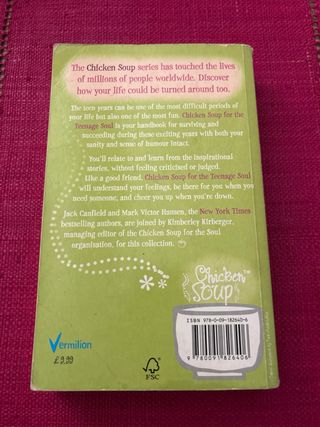 The Chicken Soup series has touched the lives
of millions of people worldwide. Discover
how your life could be turned around too.
The teen years can be one of the most difficult periods of
your life but also one of the most fun. Chicken Soup for the
Teenage Soul is your handbook for surviving and
succeeding during these exciting years with both your
sanity and sense of humour intact.
You'll relate to and learn from the inspirational
stories, without feeling criticised or judged.
Like a good friend, Chicken Soup for the Teenage Soul
will understand your feelings, be there for you when you
need someone, and cheer you up when you're down.
Jack Canfield and Mark Victor Hansen, the New York Times
bestselling authors, are joined by Kimberley Kirberger,
managing editor of the Chicken Soup for the Soul
organisation, for this collection.
Chicken
Soup
ISBN 978-0-09-182640-6
9 780091 826406
Vermilion
£9.99
FSC